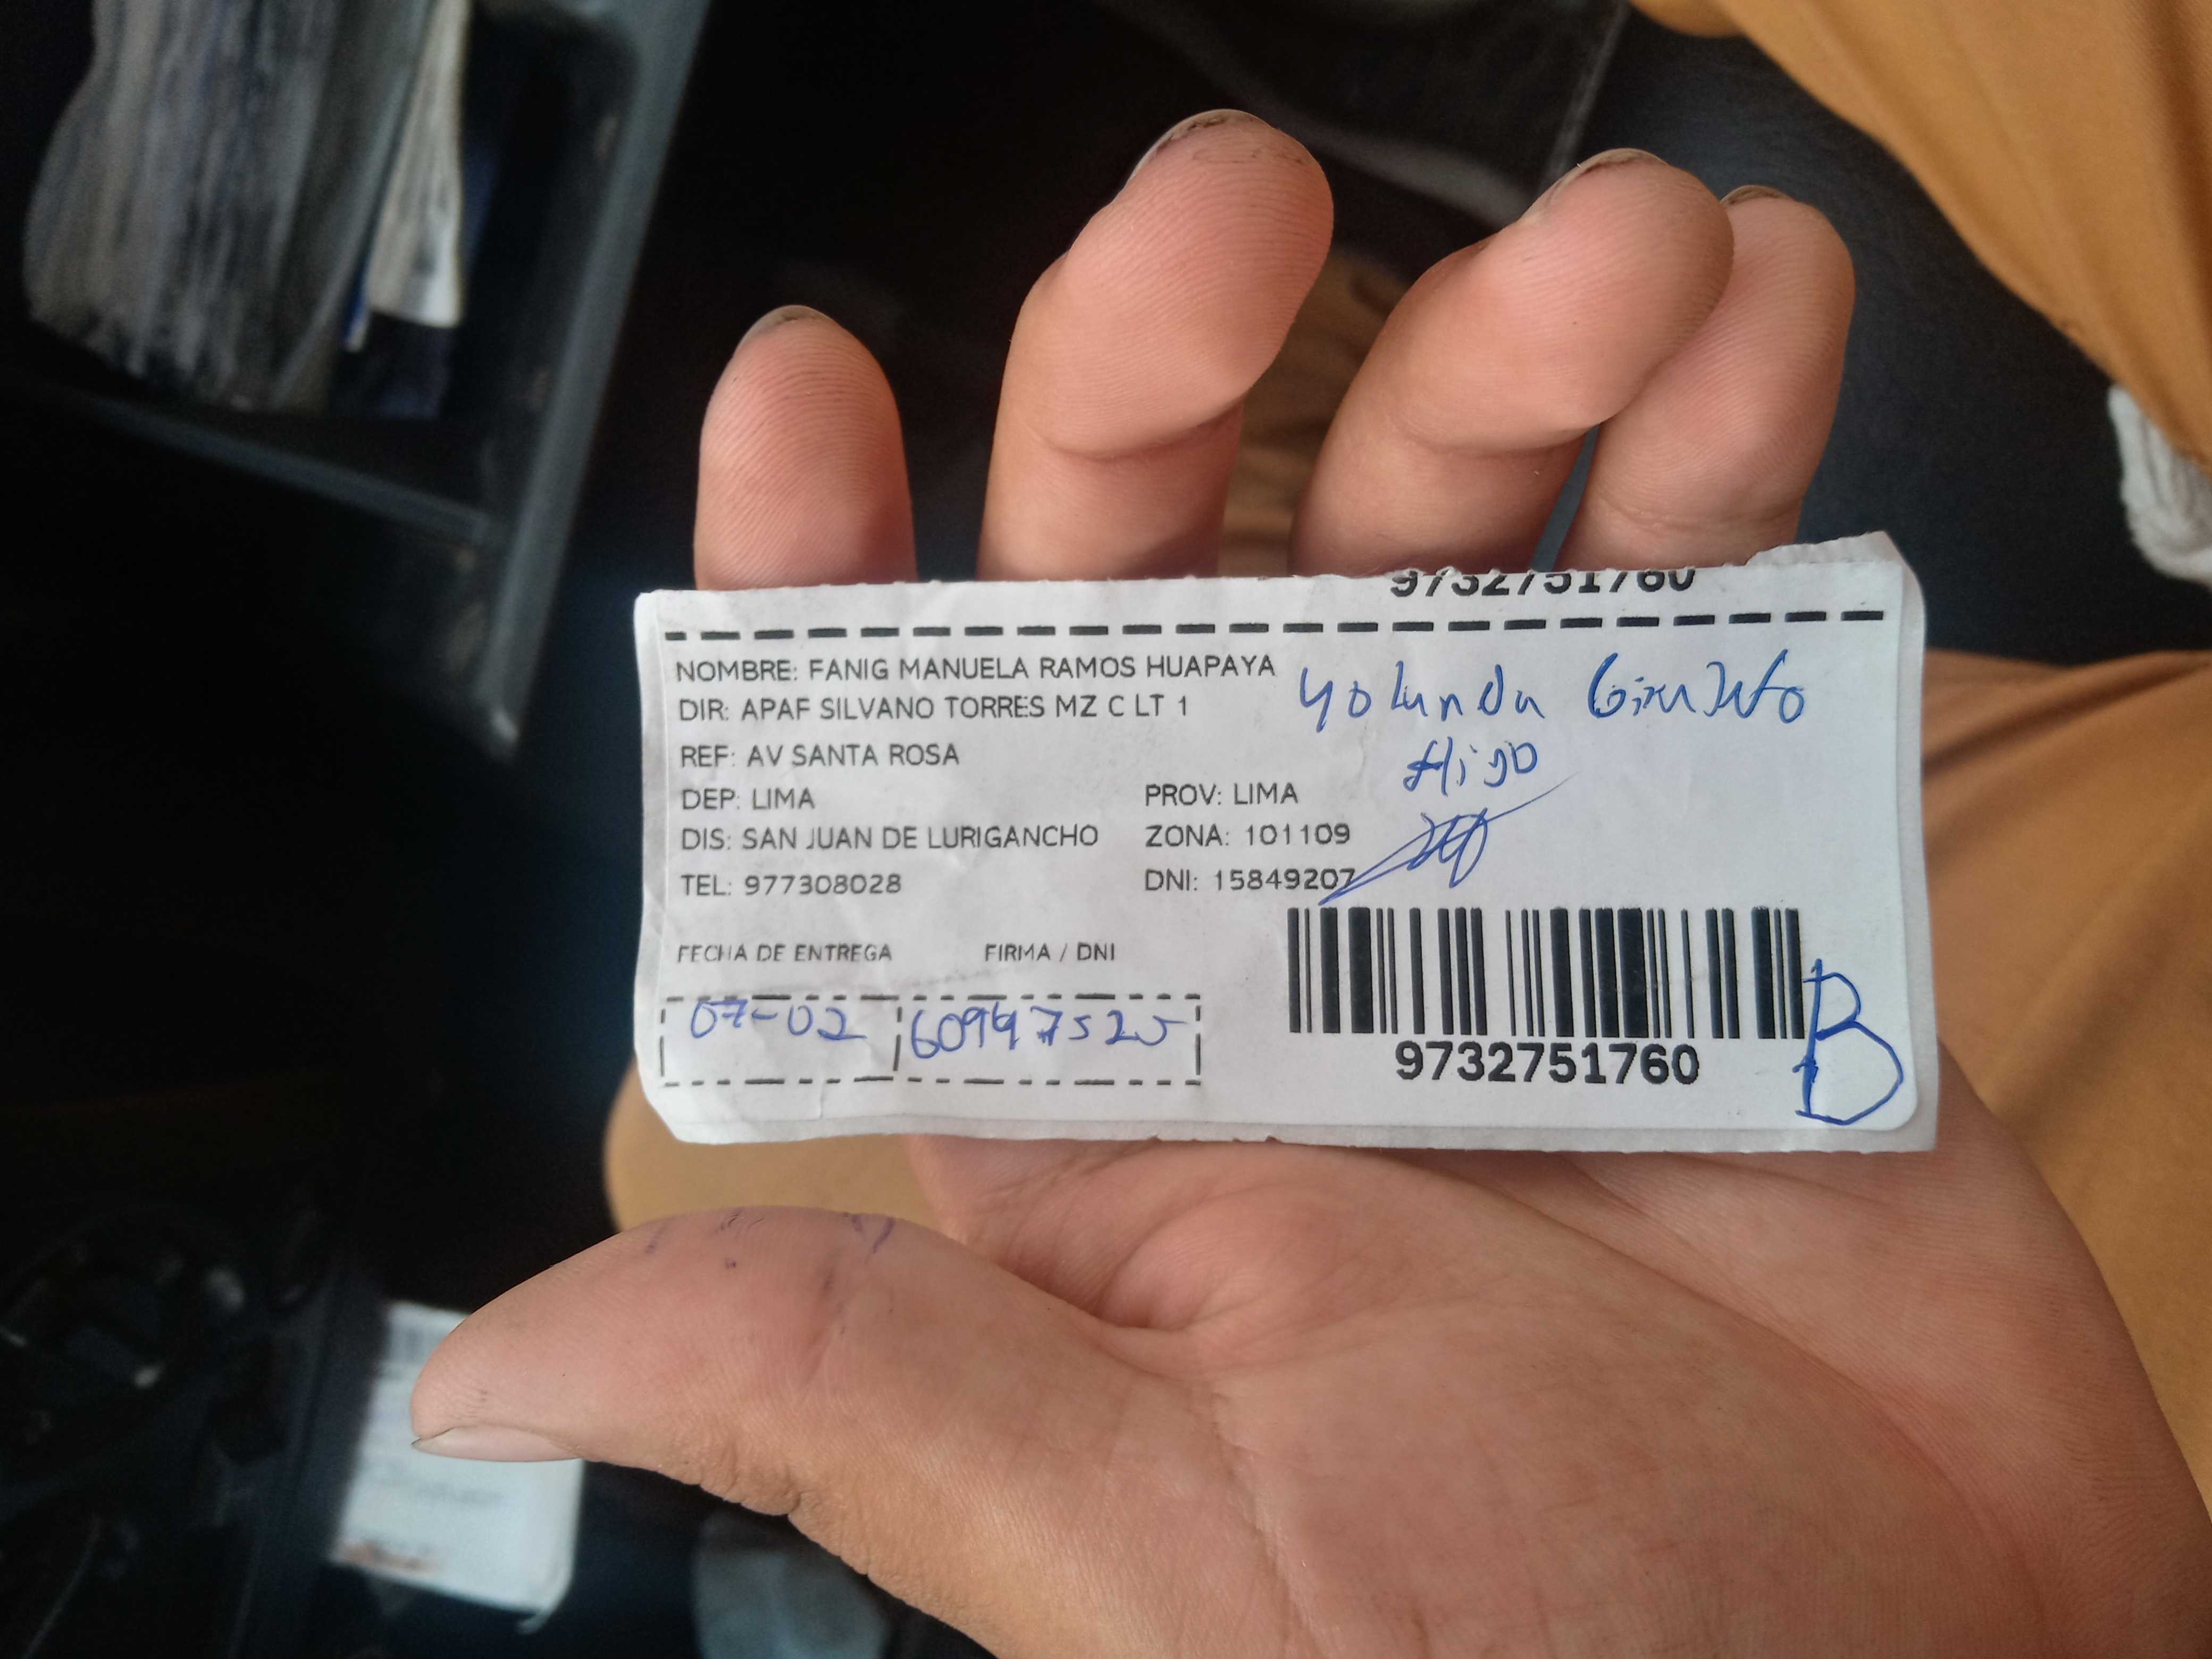 9732751760
NOMBRE: FANIG MANUELA RAMOS HUAPAYA
DIR: APAF SILVANO TORRES MZ C LT 1
Yolanda
REF: AV SANTA ROSA
Hijo
DEP: LIMA PROV: LIMA
DIS: SAN JUAN DE LURIGANCHO ZONA: 101109
TEL: 977308028 DNI: 15849207
FECHA DE ENTREGA FIRMA / DNI
07-02 60947525
9732751760
B